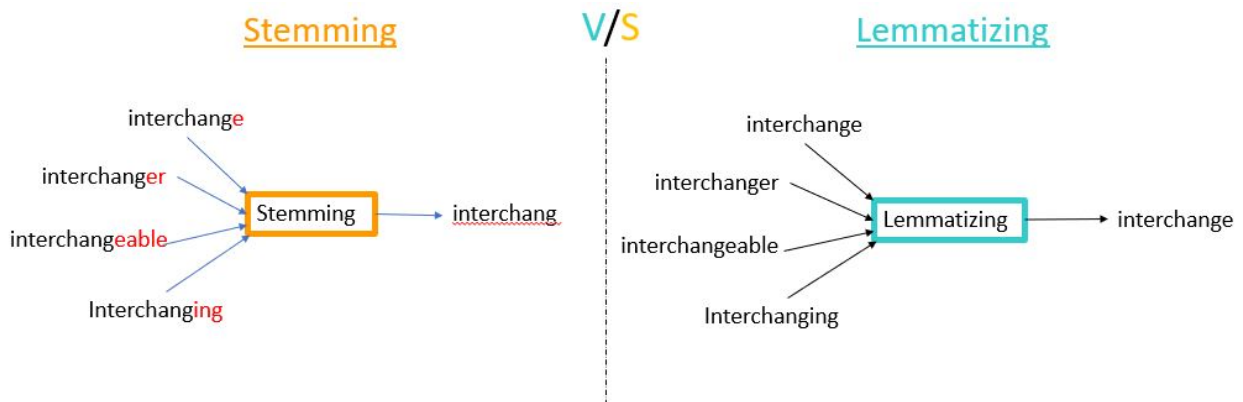 Stemming
V/S
Lemmatizing
interchange
interchanger
interchangeable
Interchanging
Stemming
interchang
interchange
interchanger
interchangeable
Interchanging
Lemmatizing
interchange